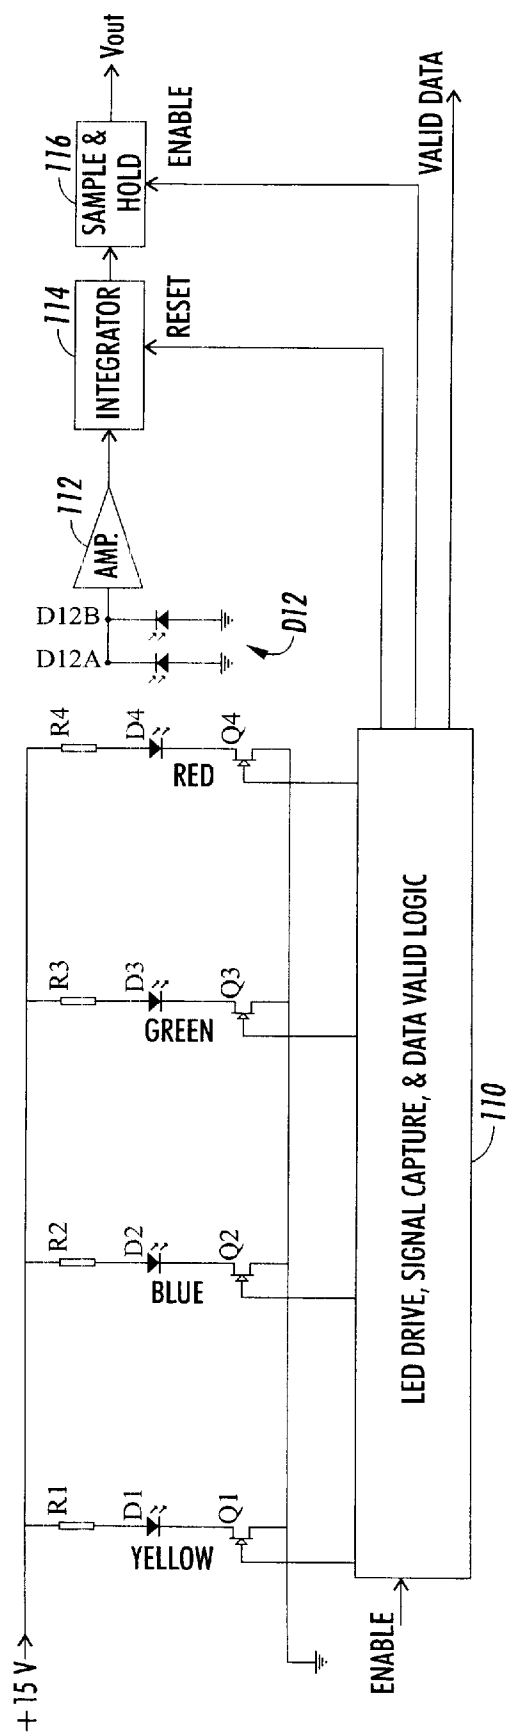 +15 V
R1
R2
R3
R4
D1
D2
D3
D4
YELLOW
BLUE
GREEN
RED
Q1
Q2
Q3
Q4
D12A
D12B
D12
AMP.
112
INTEGRATOR
114
RESET
SAMPLE &
HOLD
116
ENABLE
Vout
VALID DATA
ENABLE
LED DRIVE, SIGNAL CAPTURE, & DATA VALID LOGIC
110